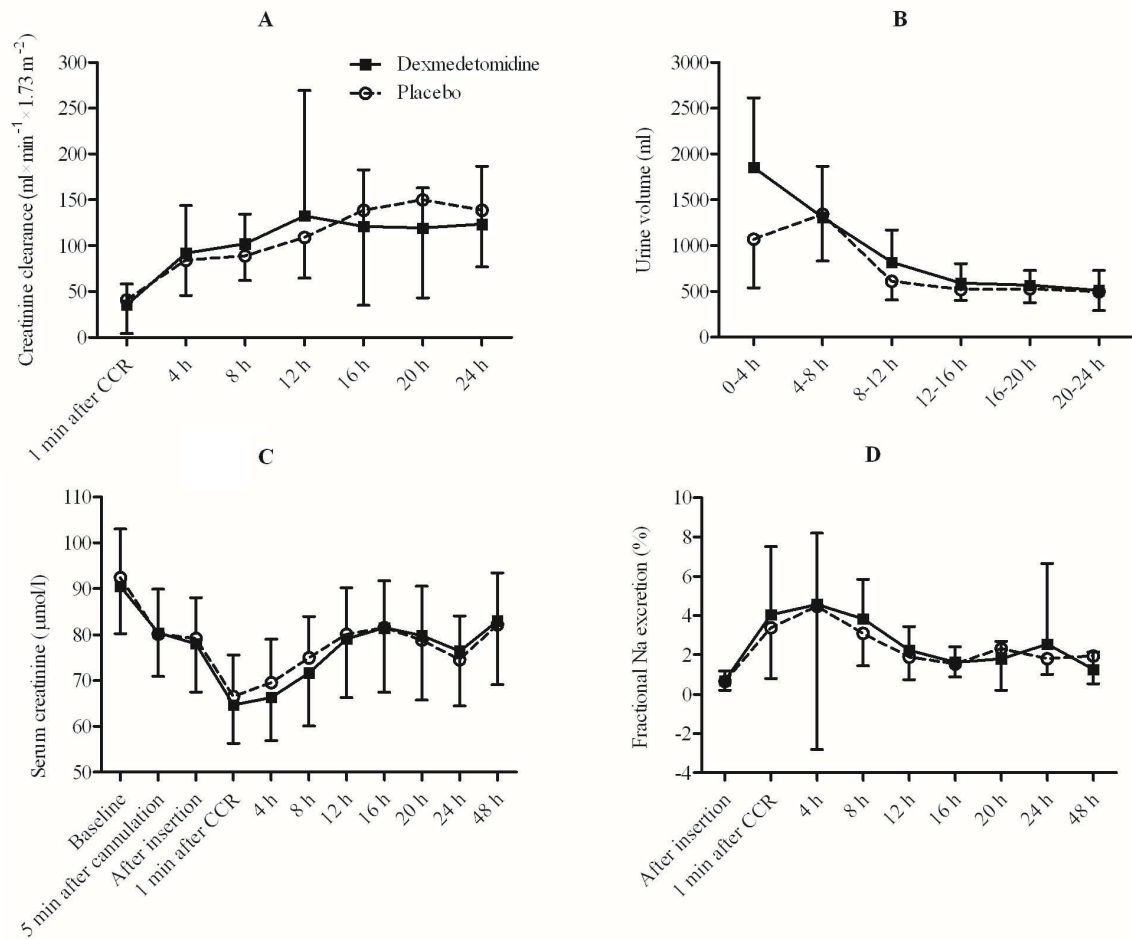 A
Creatinine clearance (ml×min⁻¹×1.73 m⁻²)
300
250
200
150
100
50
0
Dexmedetomidine
Placebo
1 min after CCR
4 h
8 h
12 h
16 h
20 h
24 h
B
Urine volume (ml)
3000
2500
2000
1500
1000
500
0
0-4 h
4-8 h
8-12 h
12-16 h
16-20 h
20-24 h
C
Serum creatinine (µmol/l)
110
100
90
80
70
60
50
Baseline
5 min after cannulation
After insertion
1 min after CCR
4 h
8 h
12 h
16 h
20 h
24 h
48 h
D
Fractional Na excretion (%)
10
8
6
4
2
0
-2
-4
After insertion
1 min after CCR
4 h
8 h
12 h
16 h
20 h
24 h
48 h